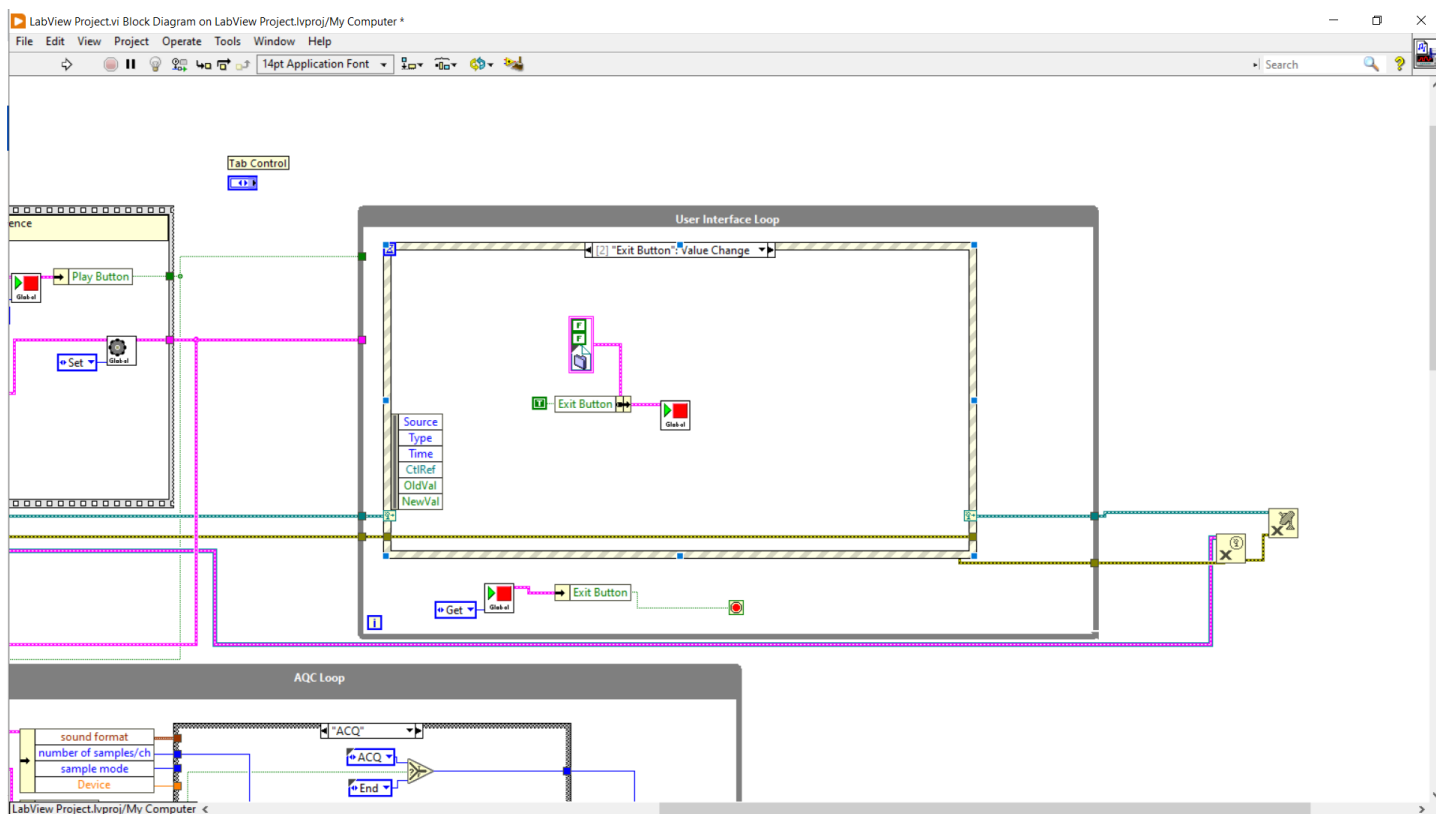 LabView Project.vi Block Diagram on LabView Project.lvproj/My Computer *
File Edit View Project Operate Tools Window Help
14pt Application Font
Search
Tab Control
ence
User Interface Loop
[2] "Exit Button": Value Change
Play Button
Global
Set
Global
F
F
T
Exit Button
Global
Source
Type
Time
CtlRef
OldVal
NewVal
Get
Global
Exit Button
i
AQC Loop
"ACQ"
sound format
number of samples/ch
sample mode
Device
ACQ
End
LabView Project.lvproj/My Computer